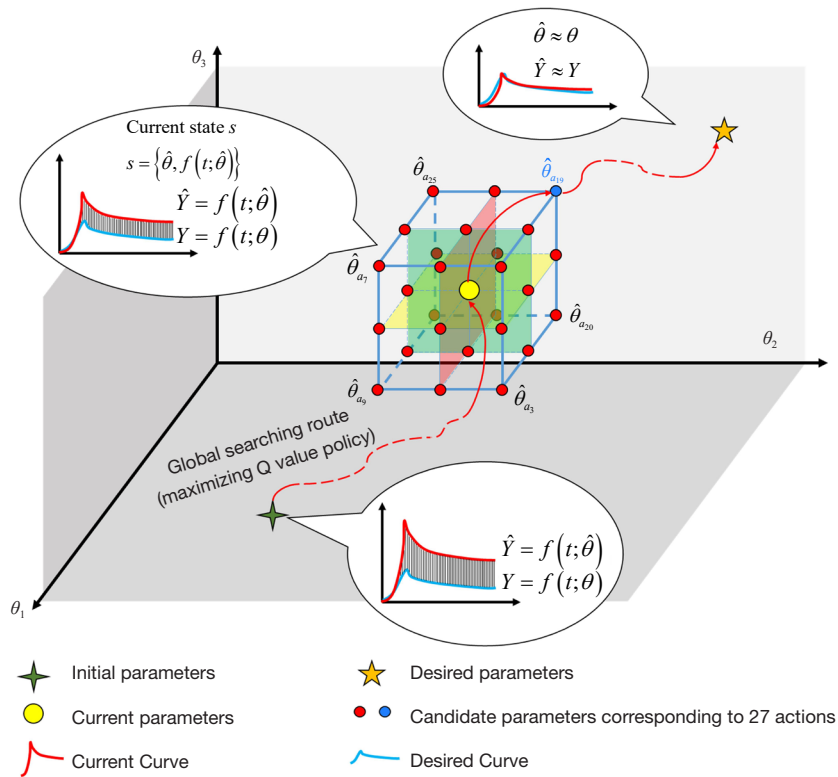 θ₃
θ̂ ≈ θ
Ŷ ≈ Y
Current state s
s = {θ̂, f(t;θ̂)}
Ŷ = f(t;θ̂)
Y = f(t;θ)
θ̂ₐ₂₅
θ̂ₐ₁₉
θ̂ₐ₇
θ̂ₐ₂₀
θ₂
θ̂ₐ₉
θ̂ₐ₃
Global searching route
(maximizing Q value policy)
Ŷ = f(t;θ̂)
Y = f(t;θ)
θ₁
Initial parameters
Desired parameters
Current parameters
Candidate parameters corresponding to 27 actions
Current Curve
Desired Curve